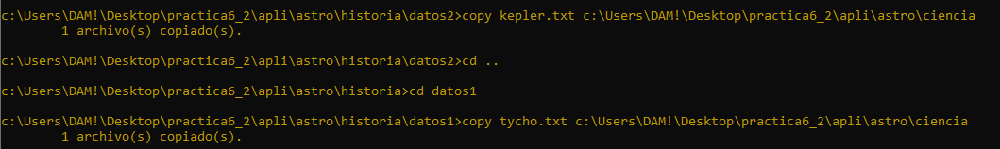 c:\Users\DAM!\Desktop\practica6_2\apli\astro\historia\datos2>copy kepler.txt c:\Users\DAM!\Desktop\practica6_2\apli\astro\ciencia
1 archivo(s) copiado(s).
c:\Users\DAM!\Desktop\practica6_2\apli\astro\historia\datos2>cd ..
c:\Users\DAM!\Desktop\practica6_2\apli\astro\historia>cd datos1
c:\Users\DAM!\Desktop\practica6_2\apli\astro\historia\datos1>copy tycho.txt c:\Users\DAM!\Desktop\practica6_2\apli\astro\ciencia
1 archivo(s) copiado(s).